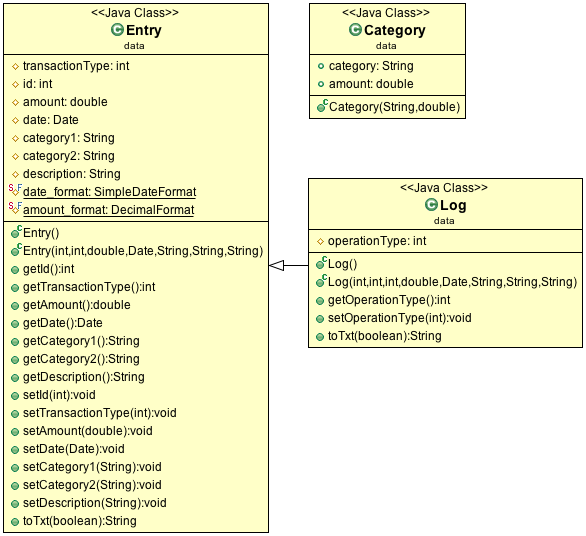 <<Java Class>>
Entry
data
transactionType: int
id: int
amount: double
date: Date
category1: String
category2: String
description: String
date_format: SimpleDateFormat
amount_format: DecimalFormat
Entry()
Entry(int,int,double,Date,String,String,String)
getId():int
getTransactionType():int
getAmount():double
getDate():Date
getCategory1():String
getCategory2():String
getDescription():String
setId(int):void
setTransactionType(int):void
setAmount(double):void
setDate(Date):void
setCategory1(String):void
setCategory2(String):void
setDescription(String):void
toTxt(boolean):String
<<Java Class>>
Category
data
category: String
amount: double
Category(String,double)
<<Java Class>>
Log
data
operationType: int
Log()
Log(int,int,int,double,Date,String,String,String)
getOperationType():int
setOperationType(int):void
toTxt(boolean):String